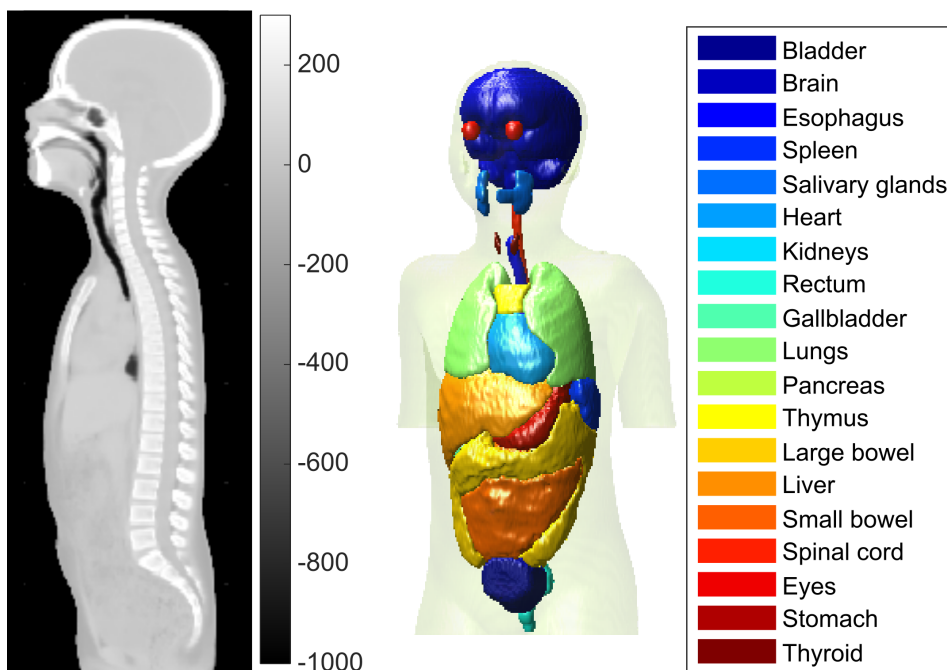 200
0
-200
-400
-600
-800
-1000
Bladder
Brain
Esophagus
Spleen
Salivary glands
Heart
Kidneys
Rectum
Gallbladder
Lungs
Pancreas
Thymus
Large bowel
Liver
Small bowel
Spinal cord
Eyes
Stomach
Thyroid